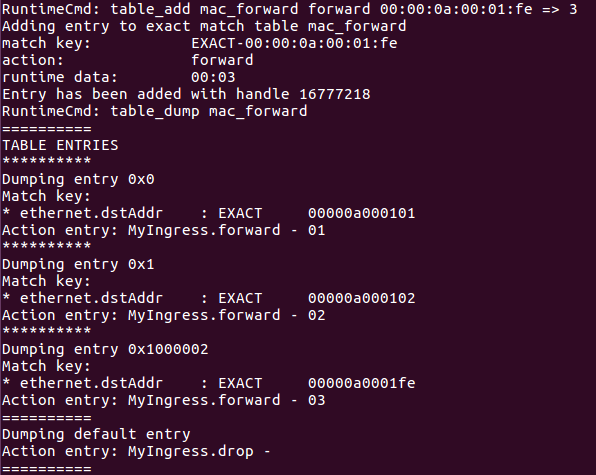 RuntimeCmd: table_add mac_forward forward 00:00:0a:00:01:fe => 3
Adding entry to exact match table mac_forward
match key:           EXACT-00:00:0a:00:01:fe
action:              forward
runtime data:        00:03
Entry has been added with handle 16777218
RuntimeCmd: table_dump mac_forward
==========
TABLE ENTRIES
**********
Dumping entry 0x0
Match key:
* ethernet.dstAddr    : EXACT     00000a000101
Action entry: MyIngress.forward - 01
**********
Dumping entry 0x1
Match key:
* ethernet.dstAddr    : EXACT     00000a000102
Action entry: MyIngress.forward - 02
**********
Dumping entry 0x1000002
Match key:
* ethernet.dstAddr    : EXACT     00000a0001fe
Action entry: MyIngress.forward - 03
==========
Dumping default entry
Action entry: MyIngress.drop -
==========